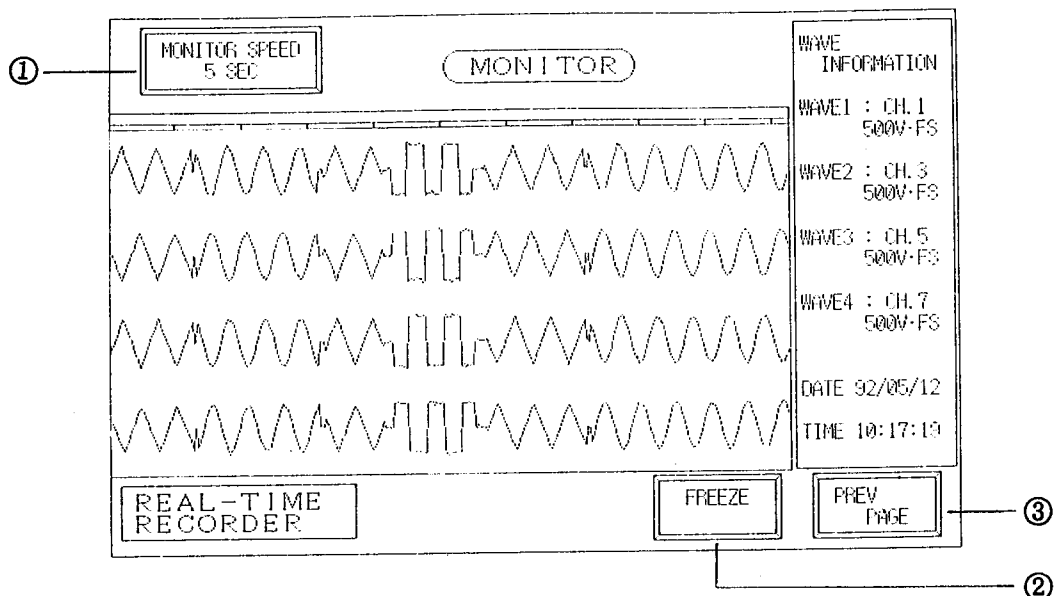 ①
MONITOR SPEED
5 SEC
MONITOR
WAVE
INFORMATION
WAVE1 : CH.1
500V·FS
WAVE2 : CH.3
500V·FS
WAVE3 : CH.5
500V·FS
WAVE4 : CH.7
500V·FS
DATE 92/05/12
TIME 10:17:19
REAL-TIME
RECORDER
FREEZE
PREV
PAGE
③
②